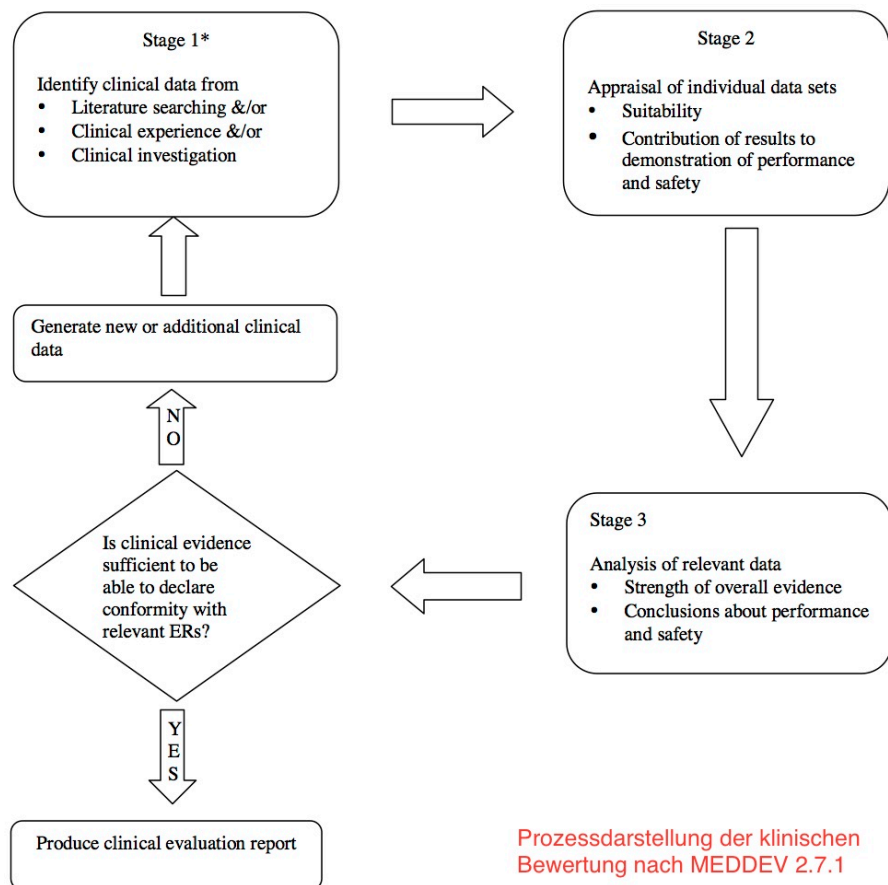 Stage 1*
Identify clinical data from
• Literature searching &/or
• Clinical experience &/or
• Clinical investigation
Stage 2
Appraisal of individual data sets
• Suitability
• Contribution of results to
demonstration of performance
and safety
Generate new or additional clinical
data
NO
Is clinical evidence
sufficient to be
able to declare
conformity with
relevant ERs?
Stage 3
Analysis of relevant data
• Strength of overall evidence
• Conclusions about performance
and safety
YES
Produce clinical evaluation report
Prozessdarstellung der klinischen
Bewertung nach MEDDEV 2.7.1